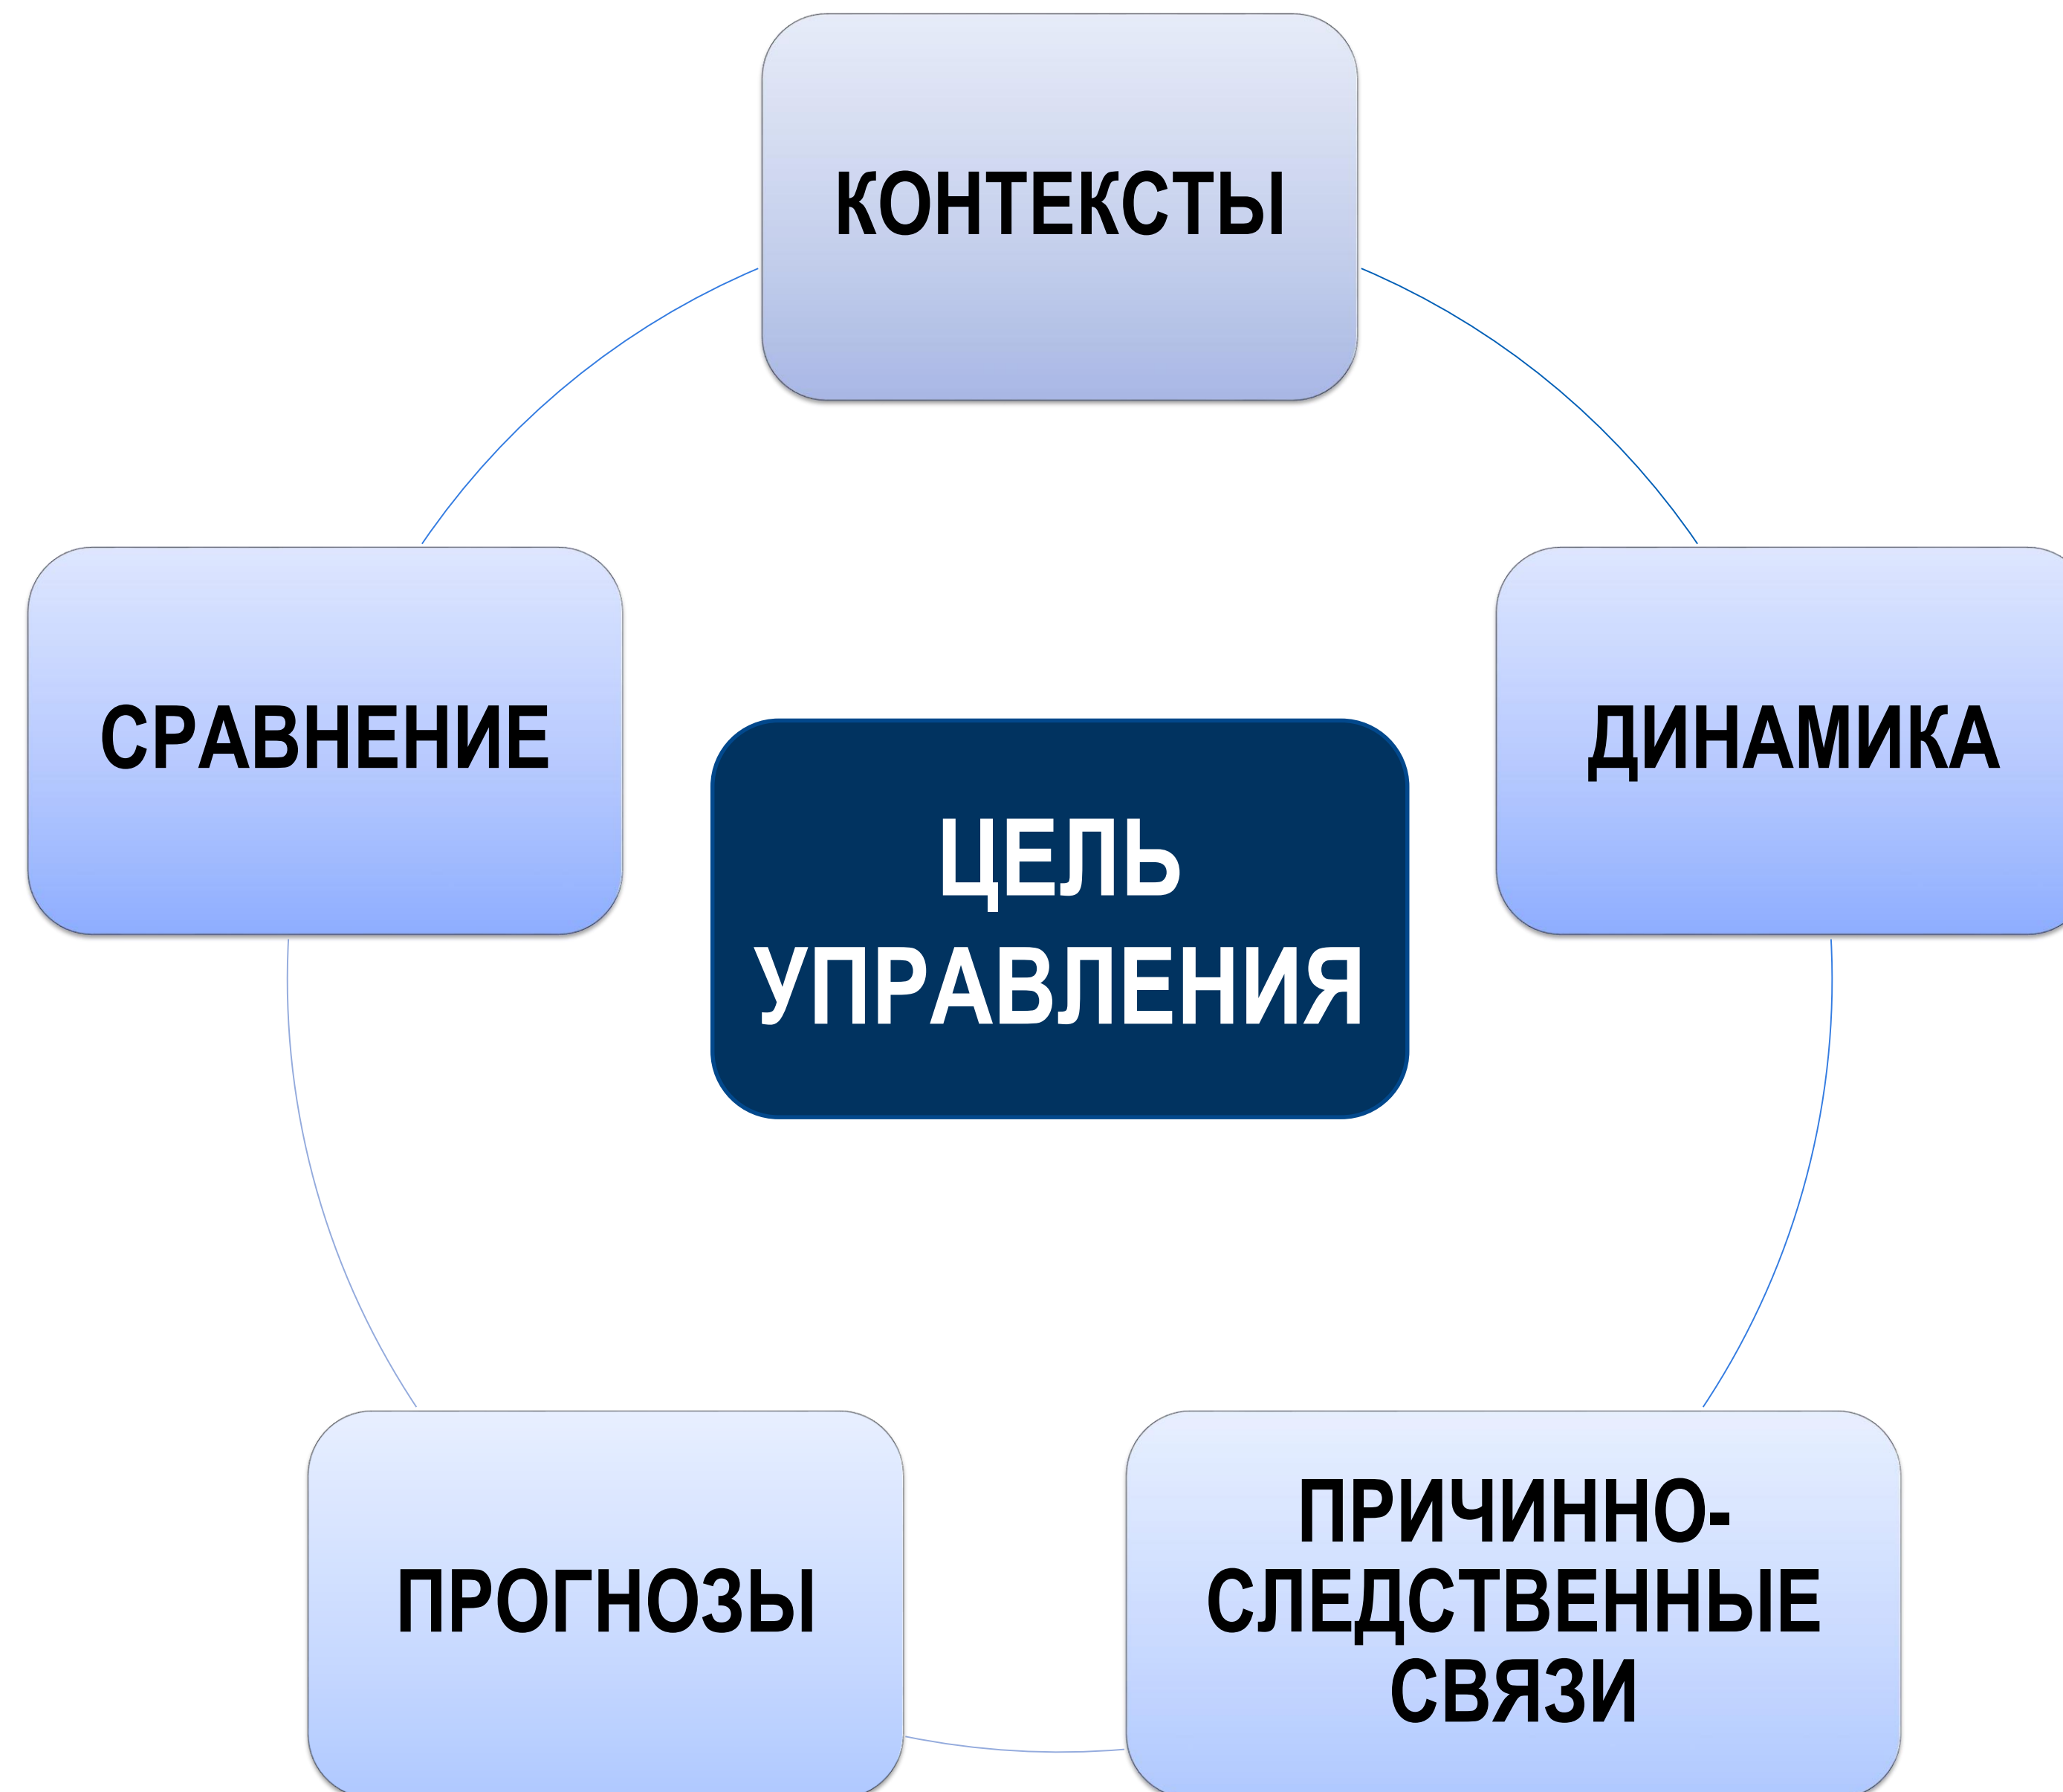 КОНТЕКСТЫ
СРАВНЕНИЕ
ДИНАМИКА
ЦЕЛЬ
УПРАВЛЕНИЯ
ПРОГНОЗЫ
ПРИЧИННО-
СЛЕДСТВЕННЫЕ
СВЯЗИ